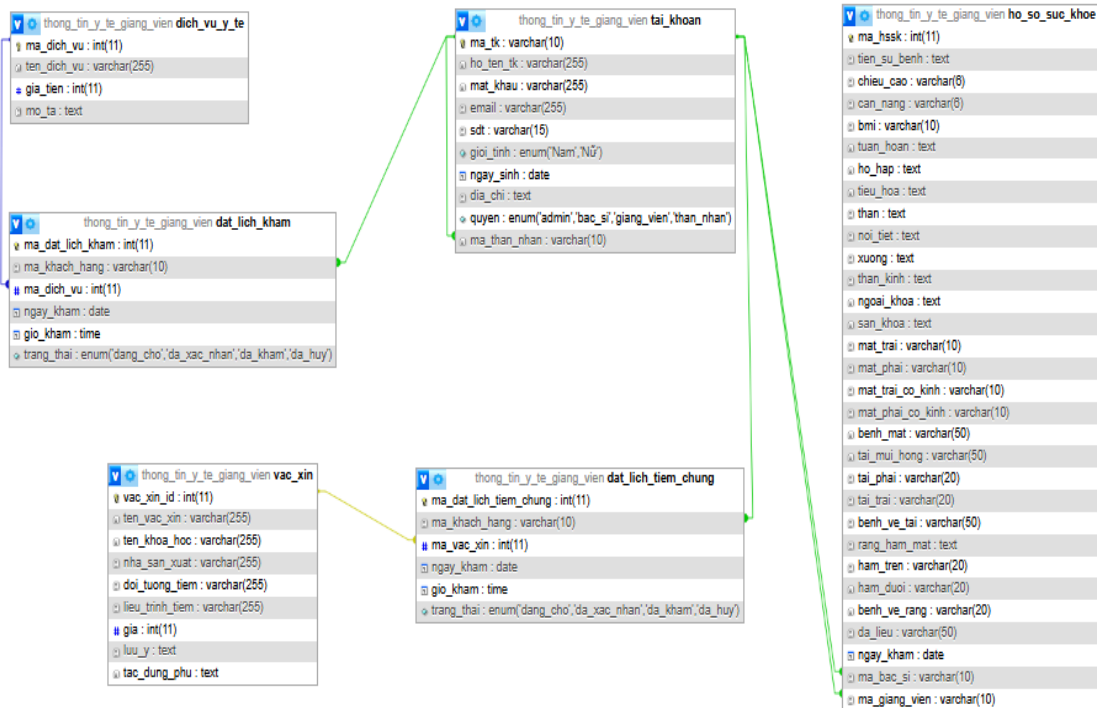 thong_tin_y_te_giang_vien dich_vu_y_te
ma_dich_vu : int(11)
ten_dich_vu : varchar(255)
# gia_tien : int(11)
mo_ta : text
thong_tin_y_te_giang_vien dat_lich_kham
ma_dat_lich_kham : int(11)
ma_khach_hang : varchar(10)
# ma_dich_vu : int(11)
ngay_kham : date
gio_kham : time
trang_thai : enum('dang_cho','da_xac_nhan','da_kham','da_huy')
thong_tin_y_te_giang_vien tai_khoan
ma_tk : varchar(10)
ho_ten_tk : varchar(255)
mat_khau : varchar(255)
email : varchar(255)
sdt : varchar(15)
gioi_tinh : enum('Nam','Nữ')
ngay_sinh : date
dia_chi : text
quyen : enum('admin','bac_si','giang_vien','than_nhan')
ma_than_nhan : varchar(10)
thong_tin_y_te_giang_vien vac_xin
vac_xin_id : int(11)
ten_vac_xin : varchar(255)
ten_khoa_hoc : varchar(255)
nha_san_xuat : varchar(255)
doi_tuong_tiem : varchar(255)
lieu_trinh_tiem : varchar(255)
# gia : int(11)
luu_y : text
tac_dung_phu : text
thong_tin_y_te_giang_vien dat_lich_tiem_chung
ma_dat_lich_tiem_chung : int(11)
ma_khach_hang : varchar(10)
# ma_vac_xin : int(11)
ngay_kham : date
gio_kham : time
trang_thai : enum('dang_cho','da_xac_nhan','da_kham','da_huy')
thong_tin_y_te_giang_vien ho_so_suc_khoe
ma_hssk : int(11)
tien_su_benh : text
chieu_cao : varchar(6)
can_nang : varchar(6)
bmi : varchar(10)
tuan_hoan : text
ho_hap : text
tieu_hoa : text
than : text
noi_tiet : text
xuong : text
than_kinh : text
ngoai_khoa : text
san_khoa : text
mat_trai : varchar(10)
mat_phai : varchar(10)
mat_trai_co_kinh : varchar(10)
mat_phai_co_kinh : varchar(10)
benh_mat : varchar(50)
tai_mui_hong : varchar(50)
tai_phai : varchar(20)
tai_trai : varchar(20)
benh_ve_tai : varchar(50)
rang_ham_mat : text
ham_tren : varchar(20)
ham_duoi : varchar(20)
benh_ve_rang : varchar(20)
da_lieu : varchar(50)
ngay_kham : date
ma_bac_si : varchar(10)
ma_giang_vien : varchar(10)